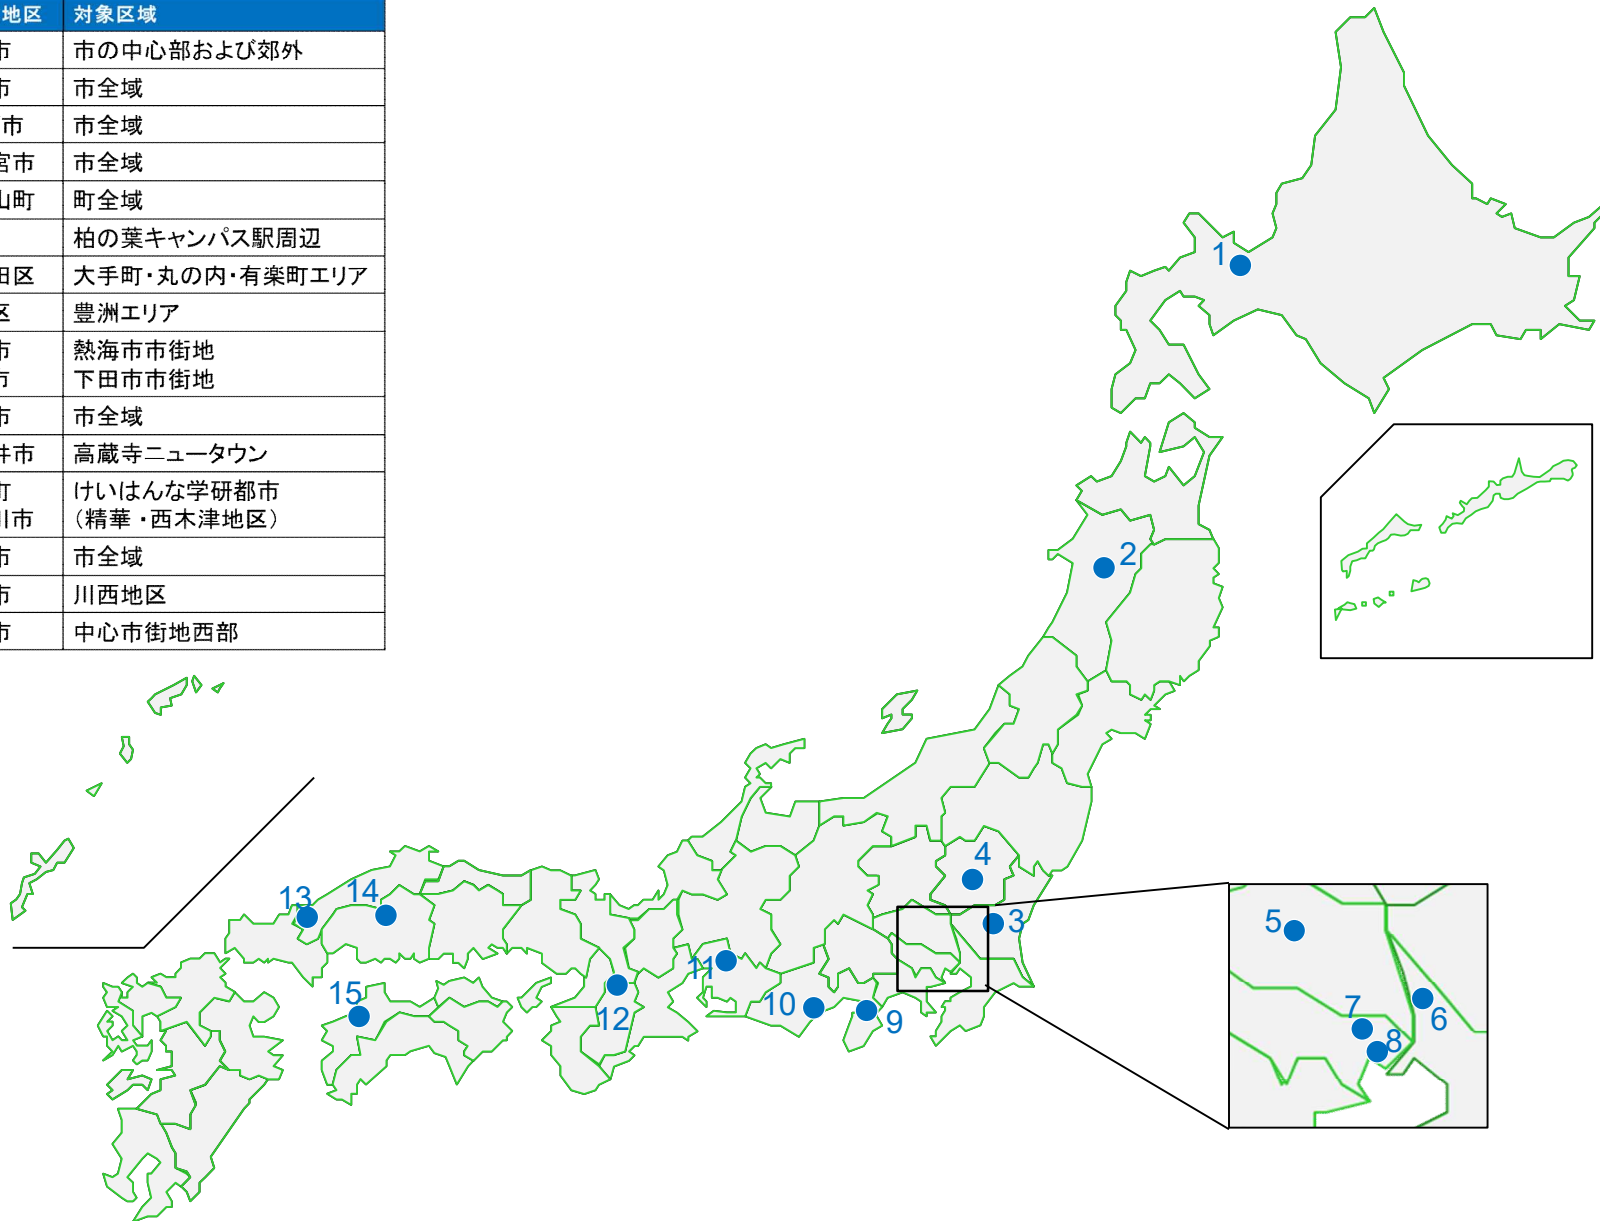 地区 対象区域
市 市の中心部および郊外
市 市全域
市 市全域
宮市 市全域
山町 町全域
柏の葉キャンパス駅周辺
田区 大手町・丸の内・有楽町エリア
区 豊洲エリア
市 熱海市市街地
市 下田市市街地
市 市全域
井市 高蔵寺ニュータウン
町 けいはんな学研都市
川市 （精華・西木津地区）
市 市全域
市 川西地区
市 中心市街地西部
1
2
3
4
5
6
7
8
9
10
11
12
13
14
15